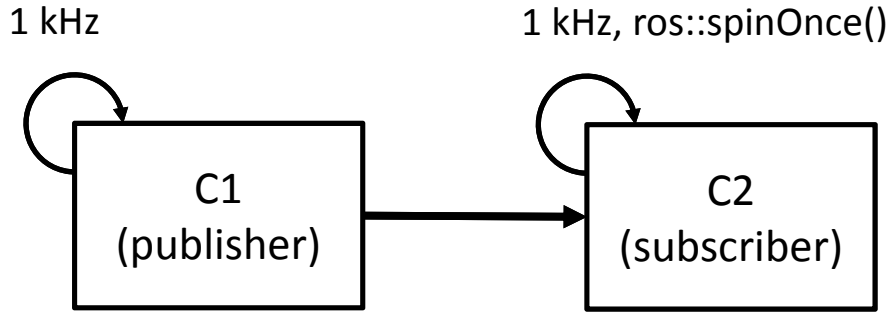 1 kHz
1 kHz, ros::spinOnce()
C1
(publisher)
C2
(subscriber)